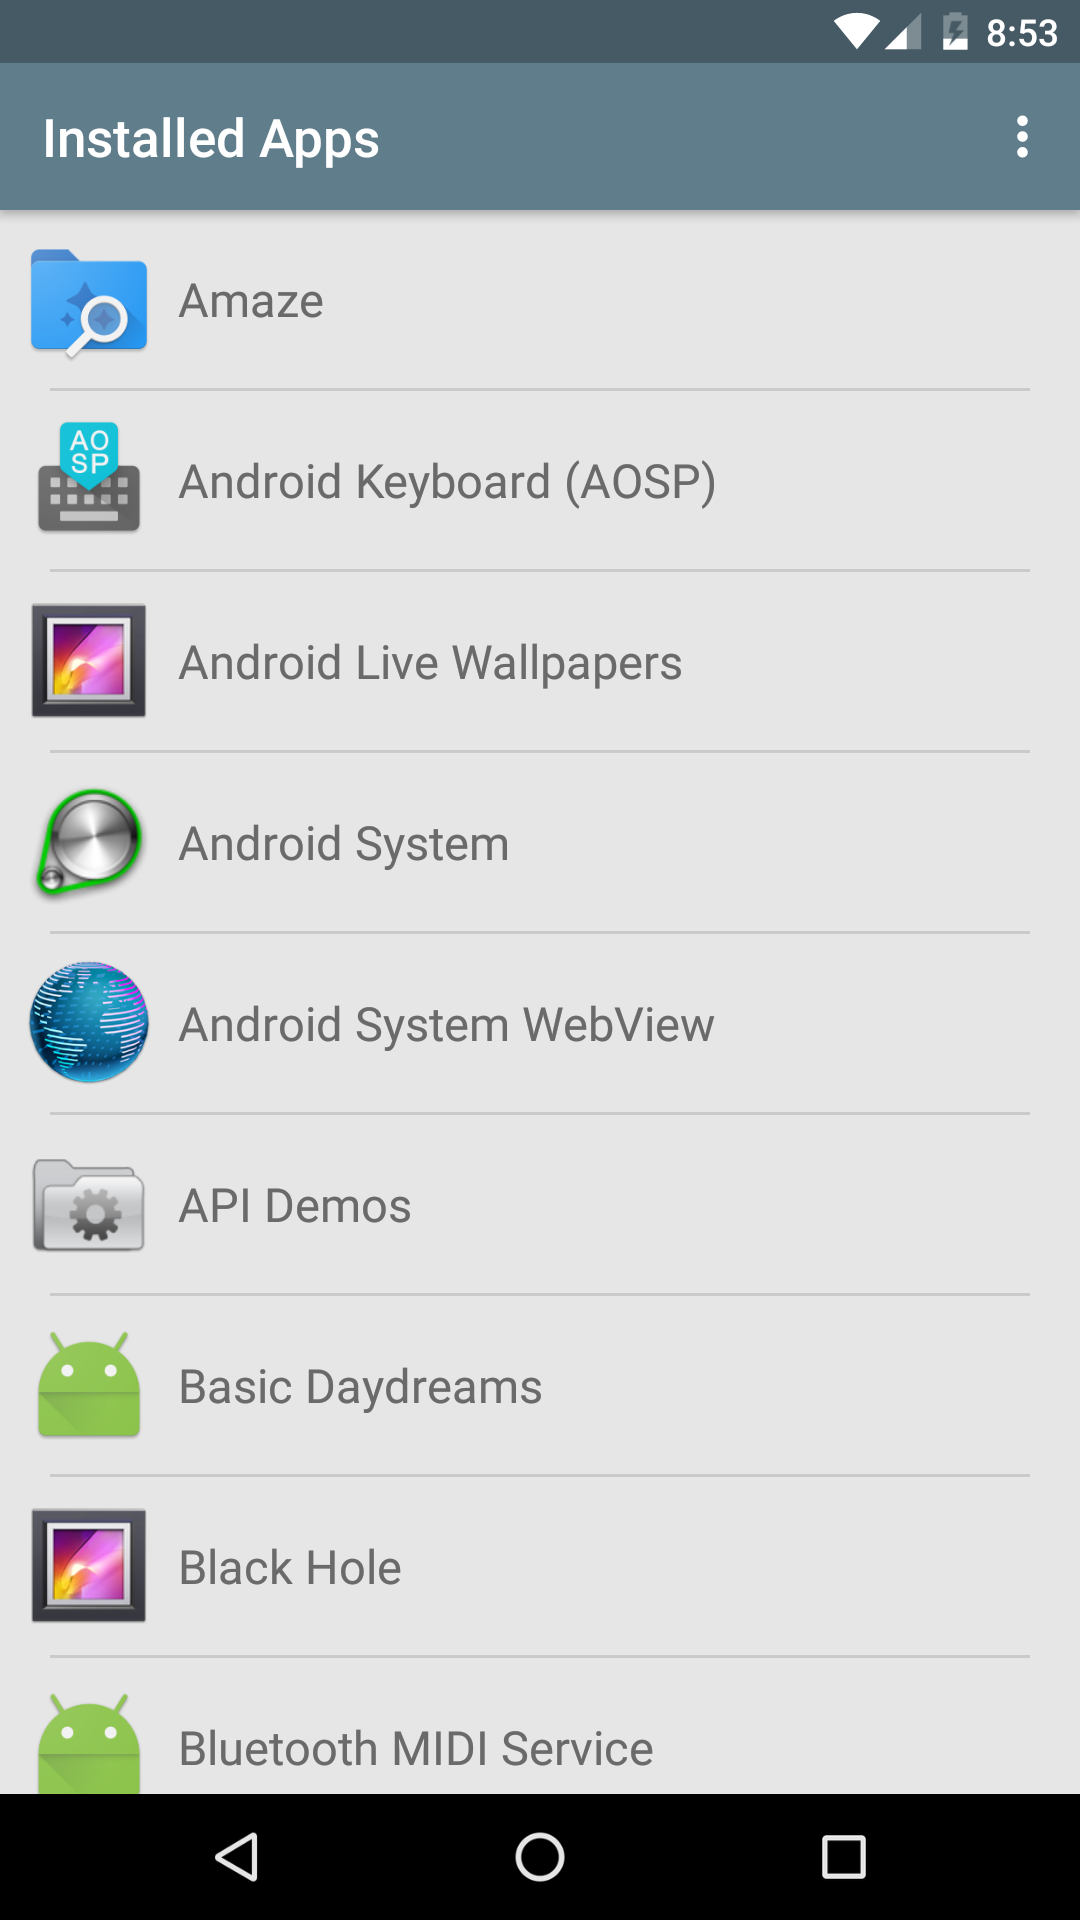 8:53
Installed Apps
Amaze
AO
SP
Android Keyboard (AOSP)
Android Live Wallpapers
Android System
Android System WebView
API Demos
Basic Daydreams
Black Hole
Bluetooth MIDI Service